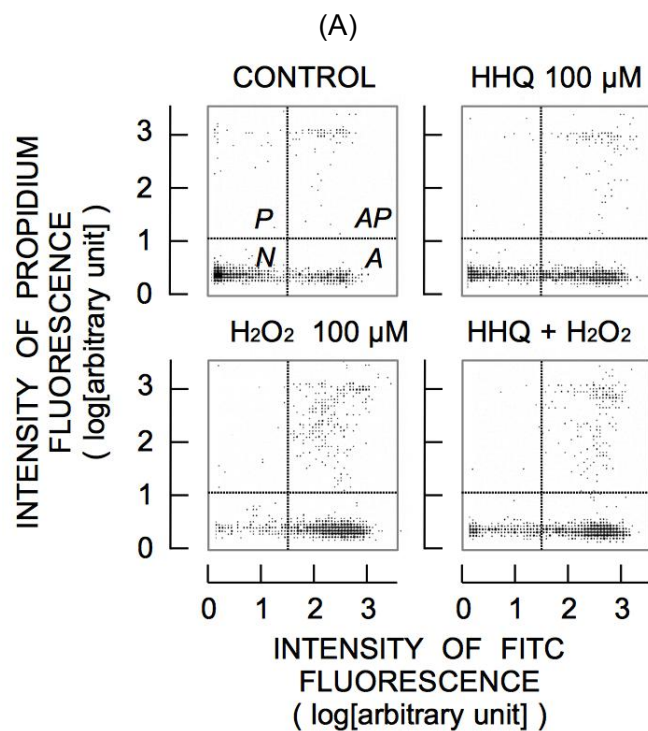 (A)
CONTROL
HHQ 100 µM
3
2
1
0
P
AP
N
A
H2O2 100 µM
HHQ + H2O2
3
2
1
0
0 1 2 3
0 1 2 3
INTENSITY OF PROPIDIUM
FLUORESCENCE
( log[arbitrary unit] )
INTENSITY OF FITC
FLUORESCENCE
( log[arbitrary unit] )